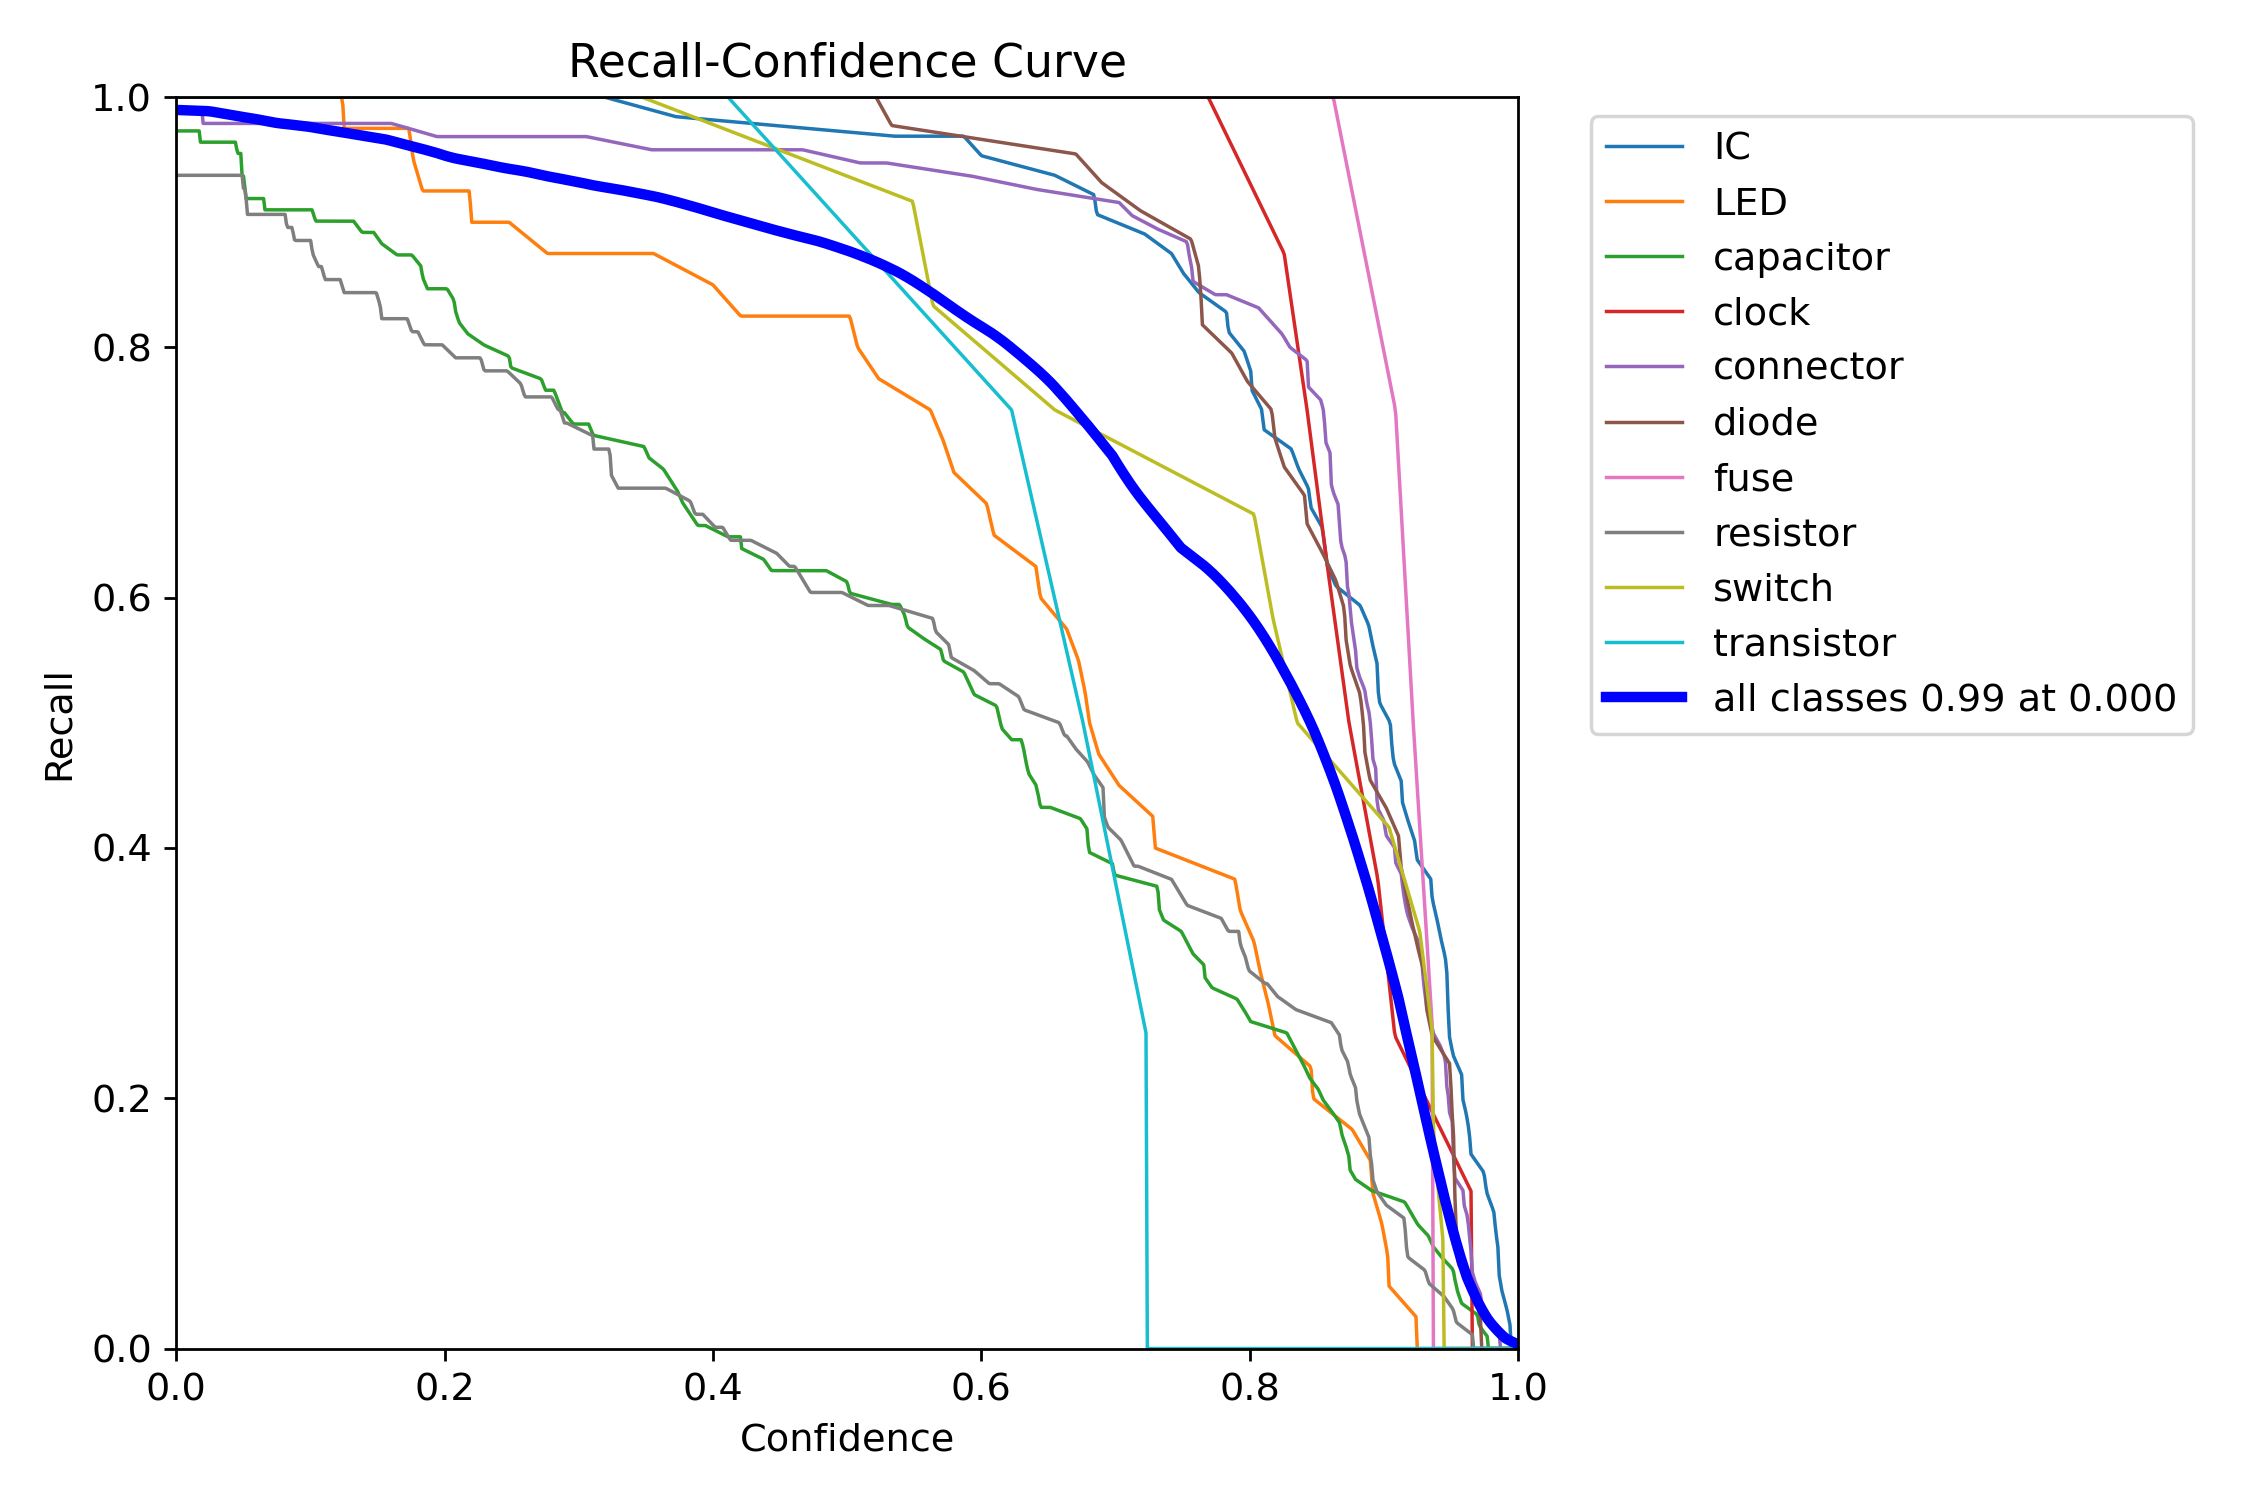 Recall-Confidence Curve
1.0
0.8
0.6
0.4
0.2
0.0
Recall
0.0 0.2 0.4 0.6 0.8 1.0
Confidence
IC
LED
capacitor
clock
connector
diode
fuse
resistor
switch
transistor
all classes 0.99 at 0.000